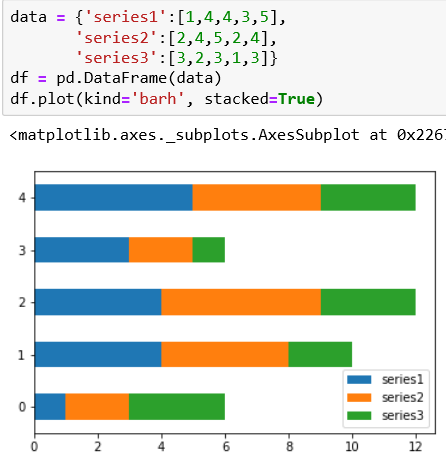 data = {'series1':[1,4,4,3,5],
'series2':[2,4,5,2,4],
'series3':[3,2,3,1,3]}
df = pd.DataFrame(data)
df.plot(kind='barh', stacked=True)
<matplotlib.axes._subplots.AxesSubplot at 0x226
4
3
2
1
0
series1
series2
series3
0 2 4 6 8 10 12